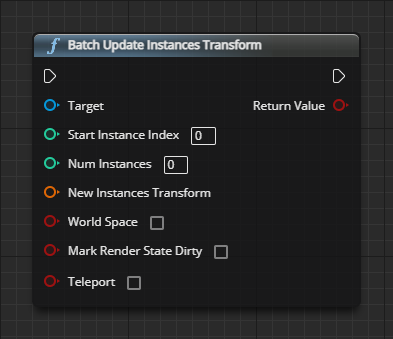 f Batch Update Instances Transform
Target Return Value
Start Instance Index 0
Num Instances 0
New Instances Transform
World Space
Mark Render State Dirty
Teleport